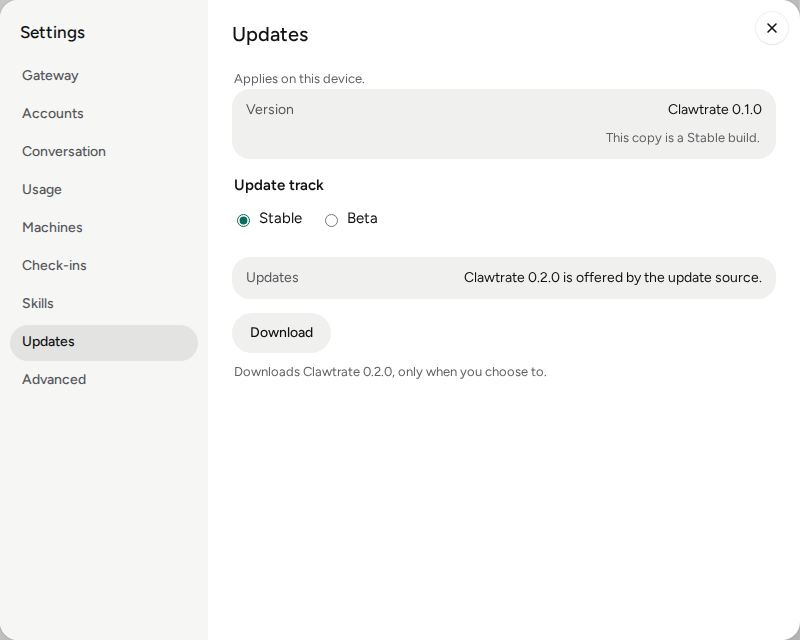 Settings
Gateway
Accounts
Conversation
Usage
Machines
Check-ins
Skills
Updates
Advanced
Updates
Applies on this device.
Version Clawtrate 0.1.0
This copy is a Stable build.
Update track
Stable Beta
Updates Clawtrate 0.2.0 is offered by the update source.
Download
Downloads Clawtrate 0.2.0, only when you choose to.